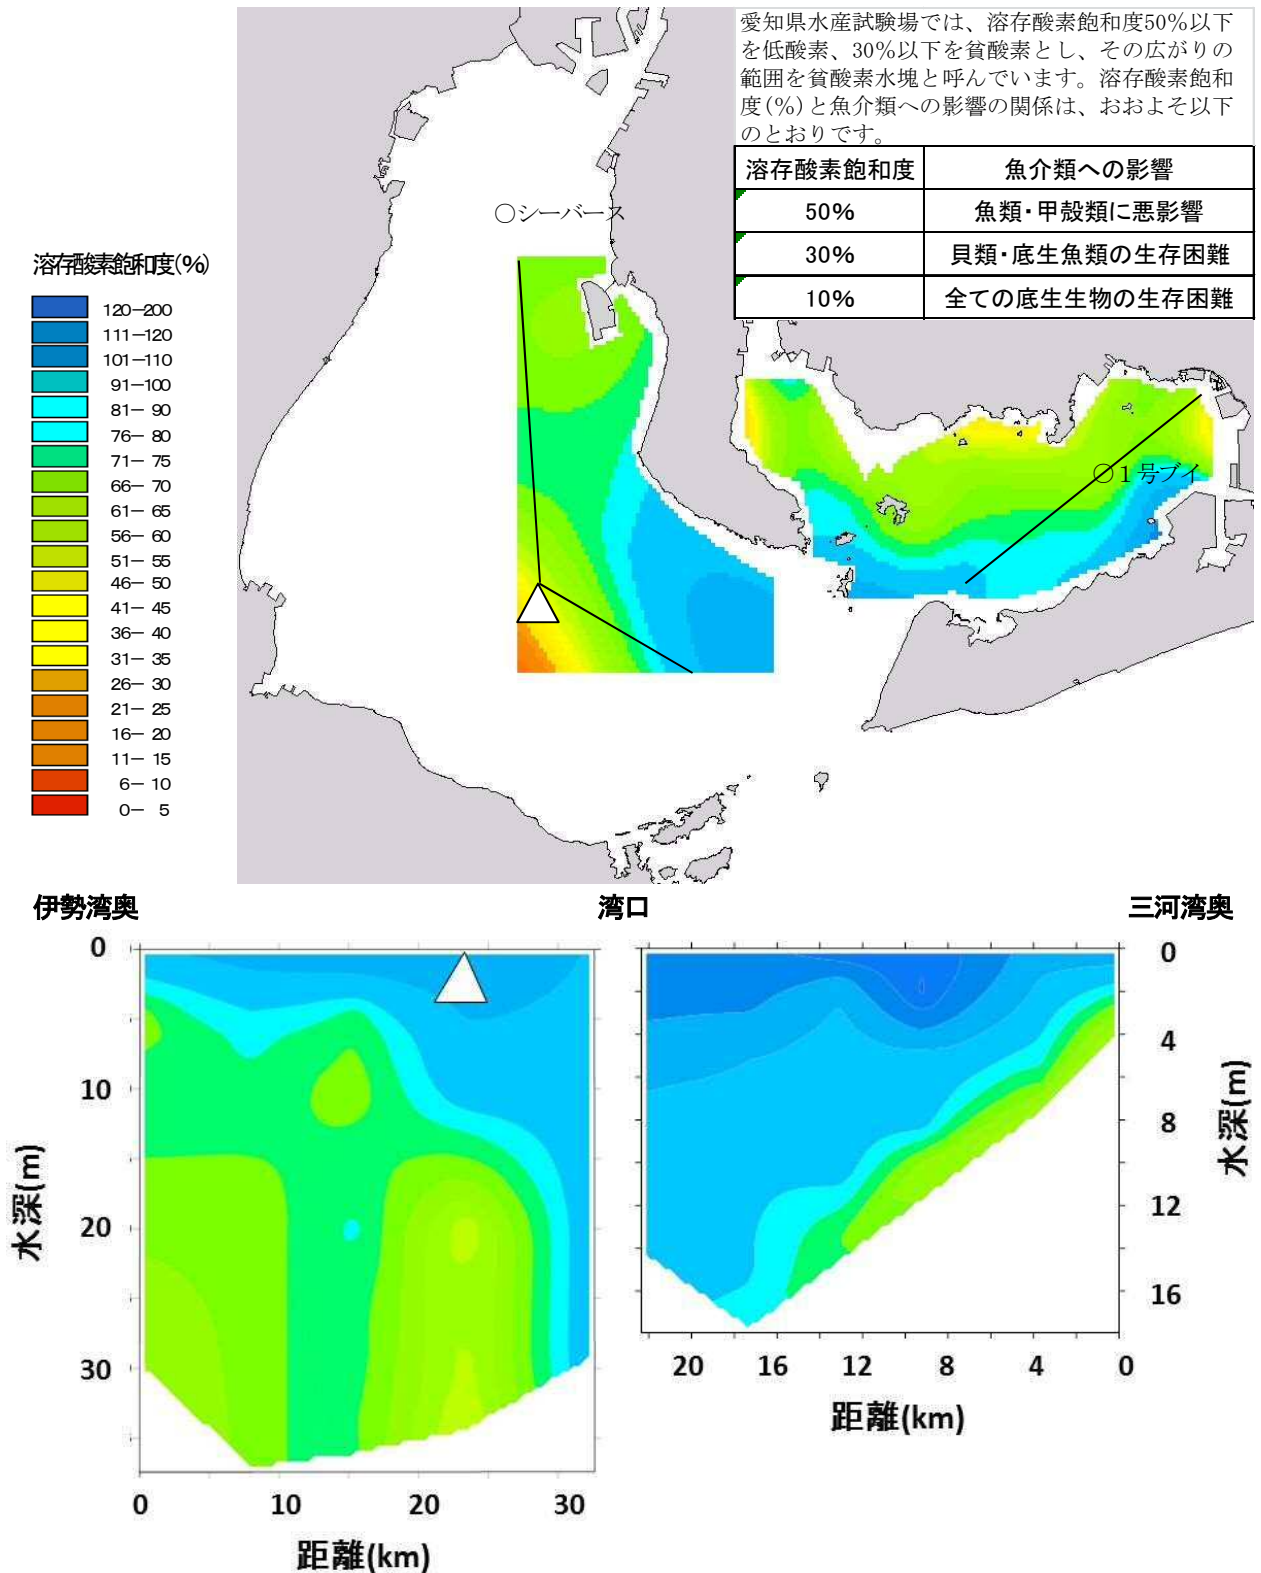 愛知県水産試験場では、溶存酸素飽和度50%以下
を低酸素、30%以下を貧酸素とし、その広がりの
範囲を貧酸素水塊と呼んでいます。溶存酸素飽和
度(%)と魚介類への影響の関係は、おおよそ以下
のとおりです。
溶存酸素飽和度 魚介類への影響
50% 魚類・甲殻類に悪影響
30% 貝類・底生魚類の生存困難
10% 全ての底生生物の生存困難
○シーバース
○1号ブイ
溶存酸素飽和度(%)
120-200
111-120
101-110
91-100
81-90
76-80
71-75
66-70
61-65
56-60
51-55
46-50
41-45
36-40
31-35
26-30
21-25
16-20
11-15
6-10
0-5
伊勢湾奥 湾口 三河湾奥
0
10
20
30
水深(m)
0 10 20 30
距離(km)
0
4
8
12
16
水深(m)
20 16 12 8 4 0
距離(km)